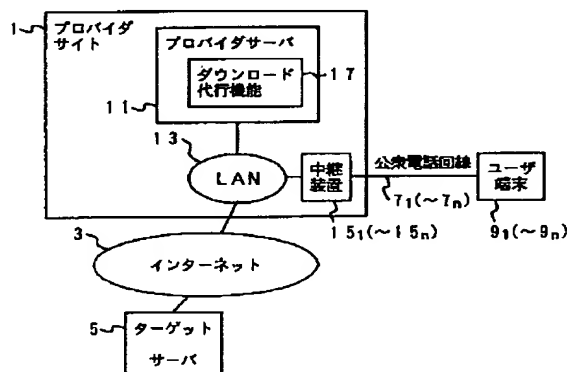 1
プロバイダ
サイト
プロバイダサーバ
ダウンロード
代行機能
17
11
13
LAN
中継
装置
公衆電話回線
ユーザ
端末
7₁(~7ₙ)
15₁(~15ₙ)
9₁(~9ₙ)
3
インターネット
5
ターゲット
サーバ